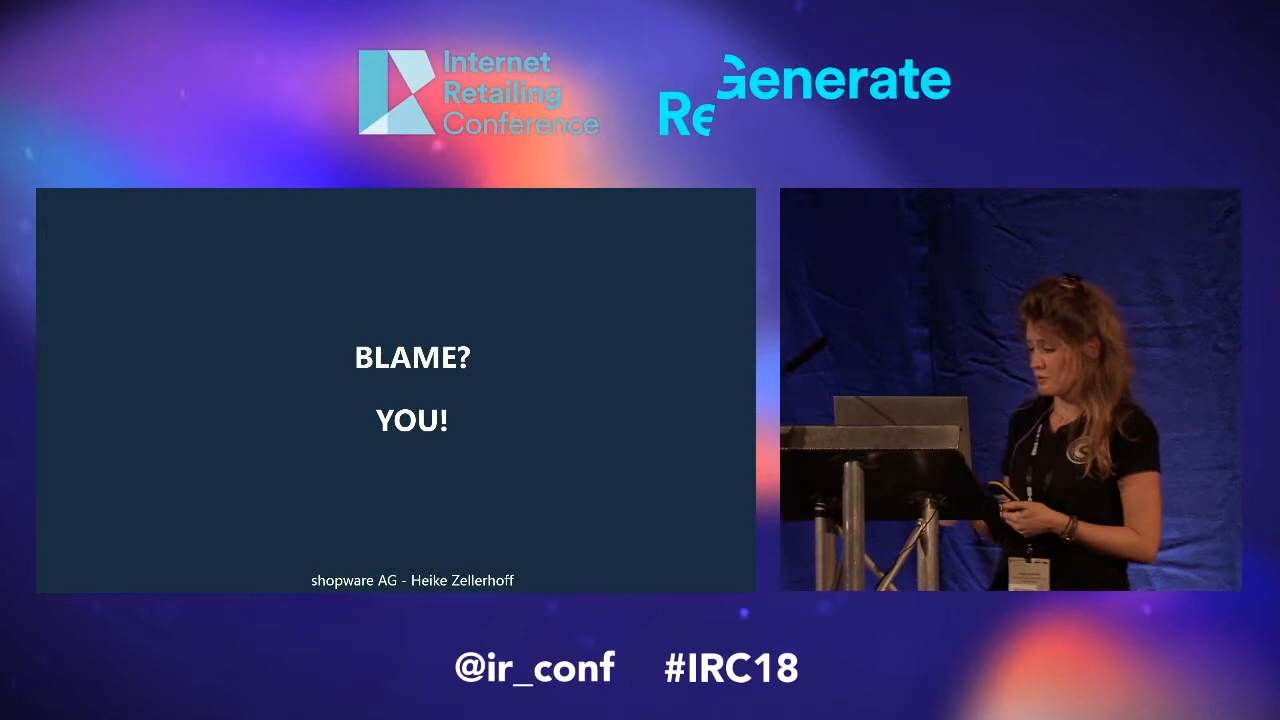 Internet
Retailing
Conference
ReGenerate
BLAME?
YOU!
shopware AG - Heike Zellerhoff
@ir_conf #IRC18